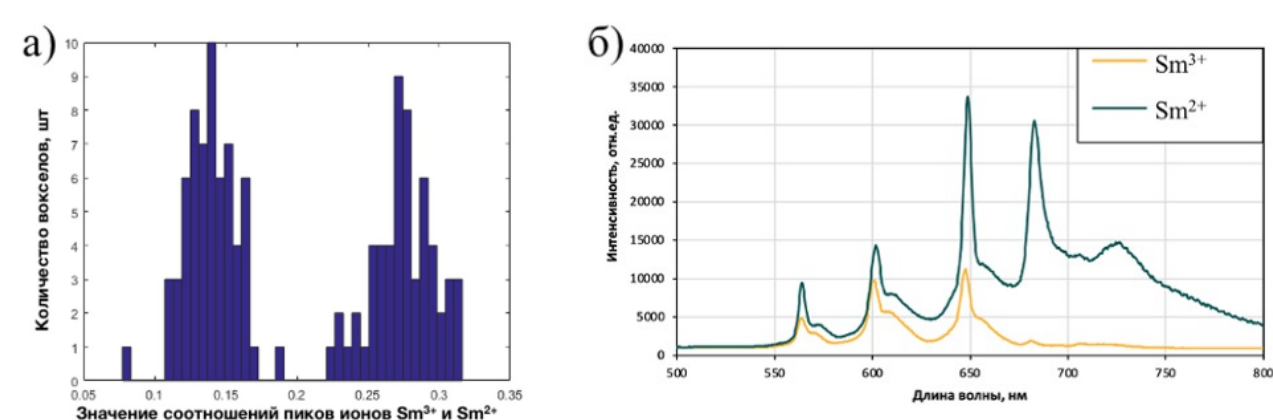 а)
Количество вокселов, шт
10
9
8
7
6
5
4
3
2
1
0
0.05 0.1 0.15 0.2 0.25 0.3 0.35
Значение соотношений пиков ионов Sm³⁺ и Sm²⁺
б)
Интенсивность, отн.ед.
40000
35000
30000
25000
20000
15000
10000
5000
0
500 550 600 650 700 750 800
Длина волны, нм
Sm³⁺
Sm²⁺